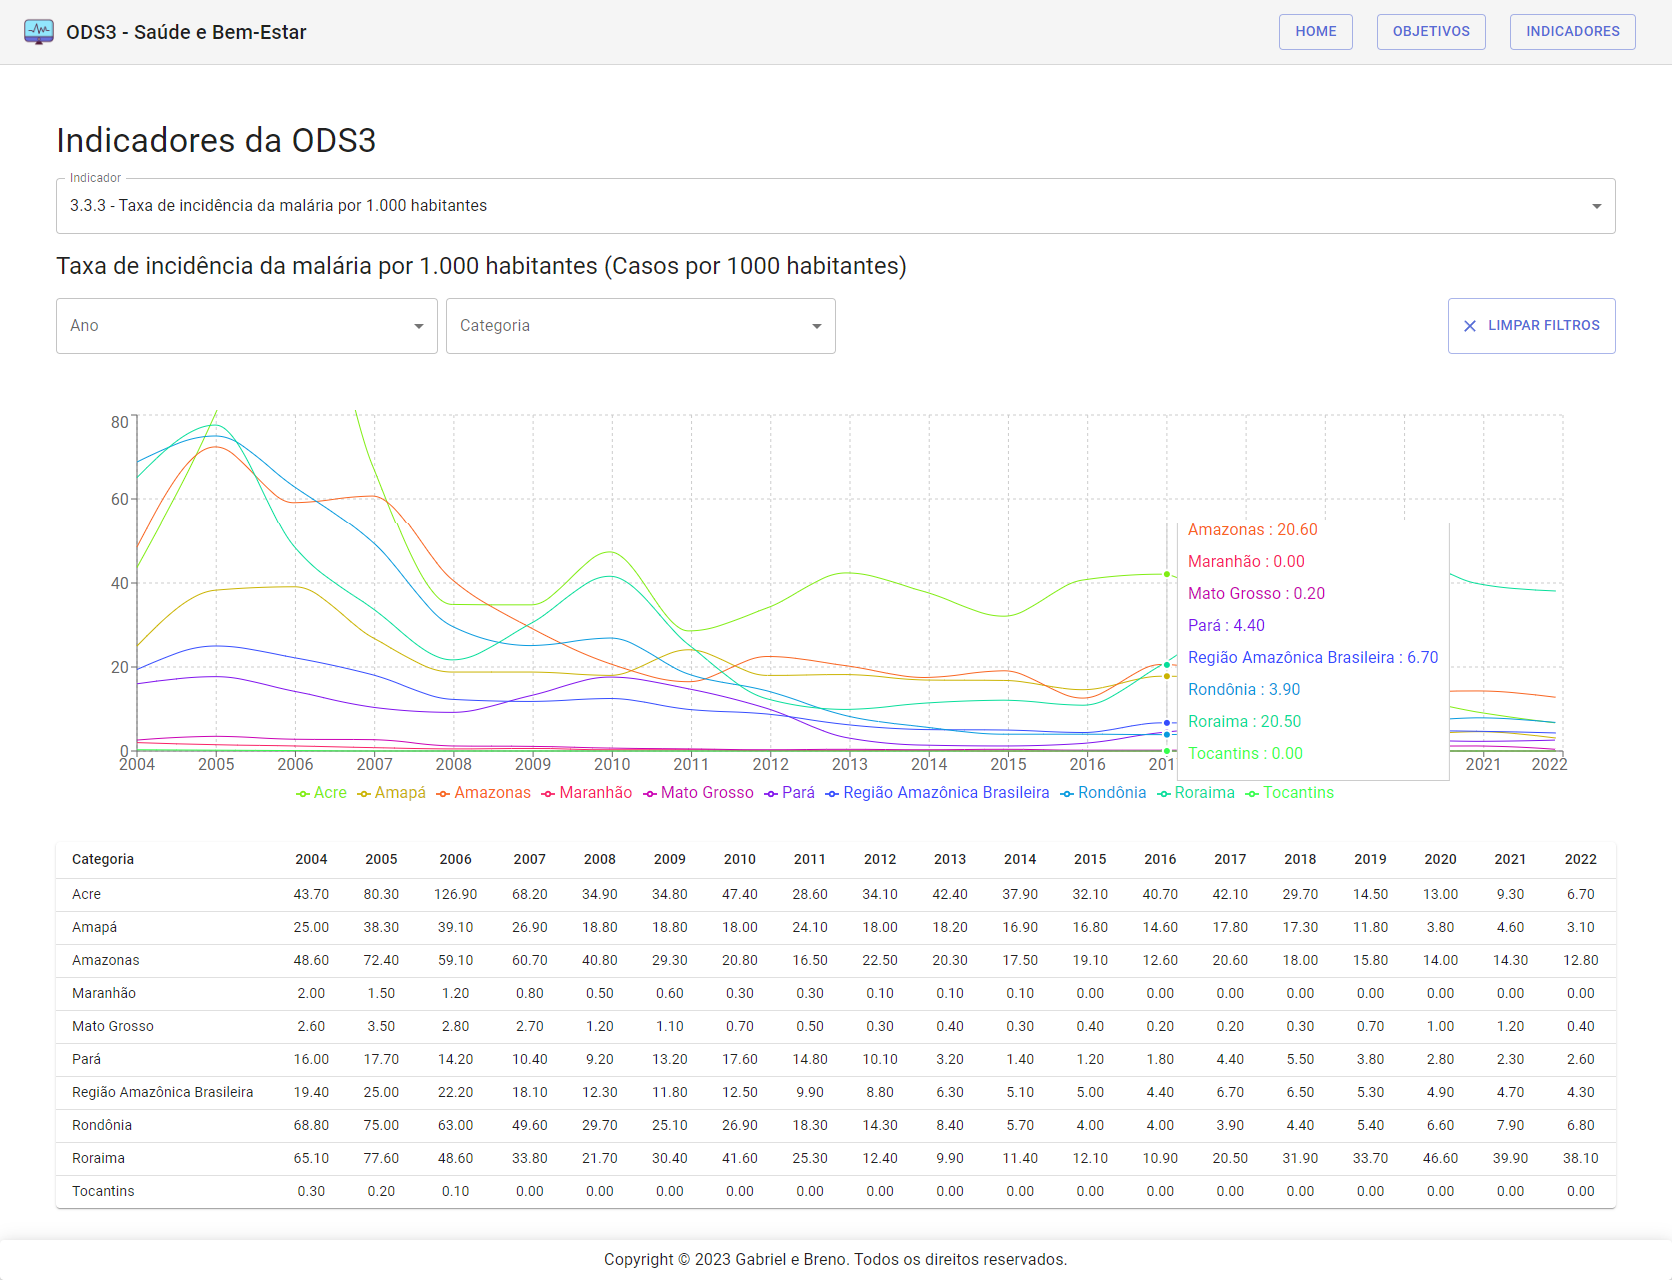 ODS3 - Saúde e Bem-Estar
HOME
OBJETIVOS
INDICADORES
Indicadores da ODS3
Indicador
3.3.3 - Taxa de incidência da malária por 1.000 habitantes
Taxa de incidência da malária por 1.000 habitantes (Casos por 1000 habitantes)
Ano
Categoria
LIMPAR FILTROS
80
60
40
20
0
Amazonas : 20.60
Maranhão : 0.00
Mato Grosso : 0.20
Pará : 4.40
Região Amazônica Brasileira : 6.70
Rondônia : 3.90
Roraima : 20.50
Tocantins : 0.00
2004 2005 2006 2007 2008 2009 2010 2011 2012 2013 2014 2015 2016 201 2021 2022
Acre Amapá Amazonas Maranhão Mato Grosso Pará Região Amazônica Brasileira Rondônia Roraima Tocantins
Categoria 2004 2005 2006 2007 2008 2009 2010 2011 2012 2013 2014 2015 2016 2017 2018 2019 2020 2021 2022
Acre 43.70 80.30 126.90 68.20 34.90 34.80 47.40 28.60 34.10 42.40 37.90 32.10 40.70 42.10 29.70 14.50 13.00 9.30 6.70
Amapá 25.00 38.30 39.10 26.90 18.80 18.80 18.00 24.10 18.00 18.20 16.90 16.80 14.60 17.80 17.30 11.80 3.80 4.60 3.10
Amazonas 48.60 72.40 59.10 60.70 40.80 29.30 20.80 16.50 22.50 20.30 17.50 19.10 12.60 20.60 18.00 15.80 14.00 14.30 12.80
Maranhão 2.00 1.50 1.20 0.80 0.50 0.60 0.30 0.30 0.10 0.10 0.10 0.00 0.00 0.00 0.00 0.00 0.00 0.00 0.00
Mato Grosso 2.60 3.50 2.80 2.70 1.20 1.10 0.70 0.50 0.30 0.40 0.30 0.40 0.20 0.20 0.30 0.70 1.00 1.20 0.40
Pará 16.00 17.70 14.20 10.40 9.20 13.20 17.60 14.80 10.10 3.20 1.40 1.20 1.80 4.40 5.50 3.80 2.80 2.30 2.60
Região Amazônica Brasileira 19.40 25.00 22.20 18.10 12.30 11.80 12.50 9.90 8.80 6.30 5.10 5.00 4.40 6.70 6.50 5.30 4.90 4.70 4.30
Rondônia 68.80 75.00 63.00 49.60 29.70 25.10 26.90 18.30 14.30 8.40 5.70 4.00 4.00 3.90 4.40 5.40 6.60 7.90 6.80
Roraima 65.10 77.60 48.60 33.80 21.70 30.40 41.60 25.30 12.40 9.90 11.40 12.10 10.90 20.50 31.90 33.70 46.60 39.90 38.10
Tocantins 0.30 0.20 0.10 0.00 0.00 0.00 0.00 0.00 0.00 0.00 0.00 0.00 0.00 0.00 0.00 0.00 0.00 0.00 0.00
Copyright © 2023 Gabriel e Breno. Todos os direitos reservados.